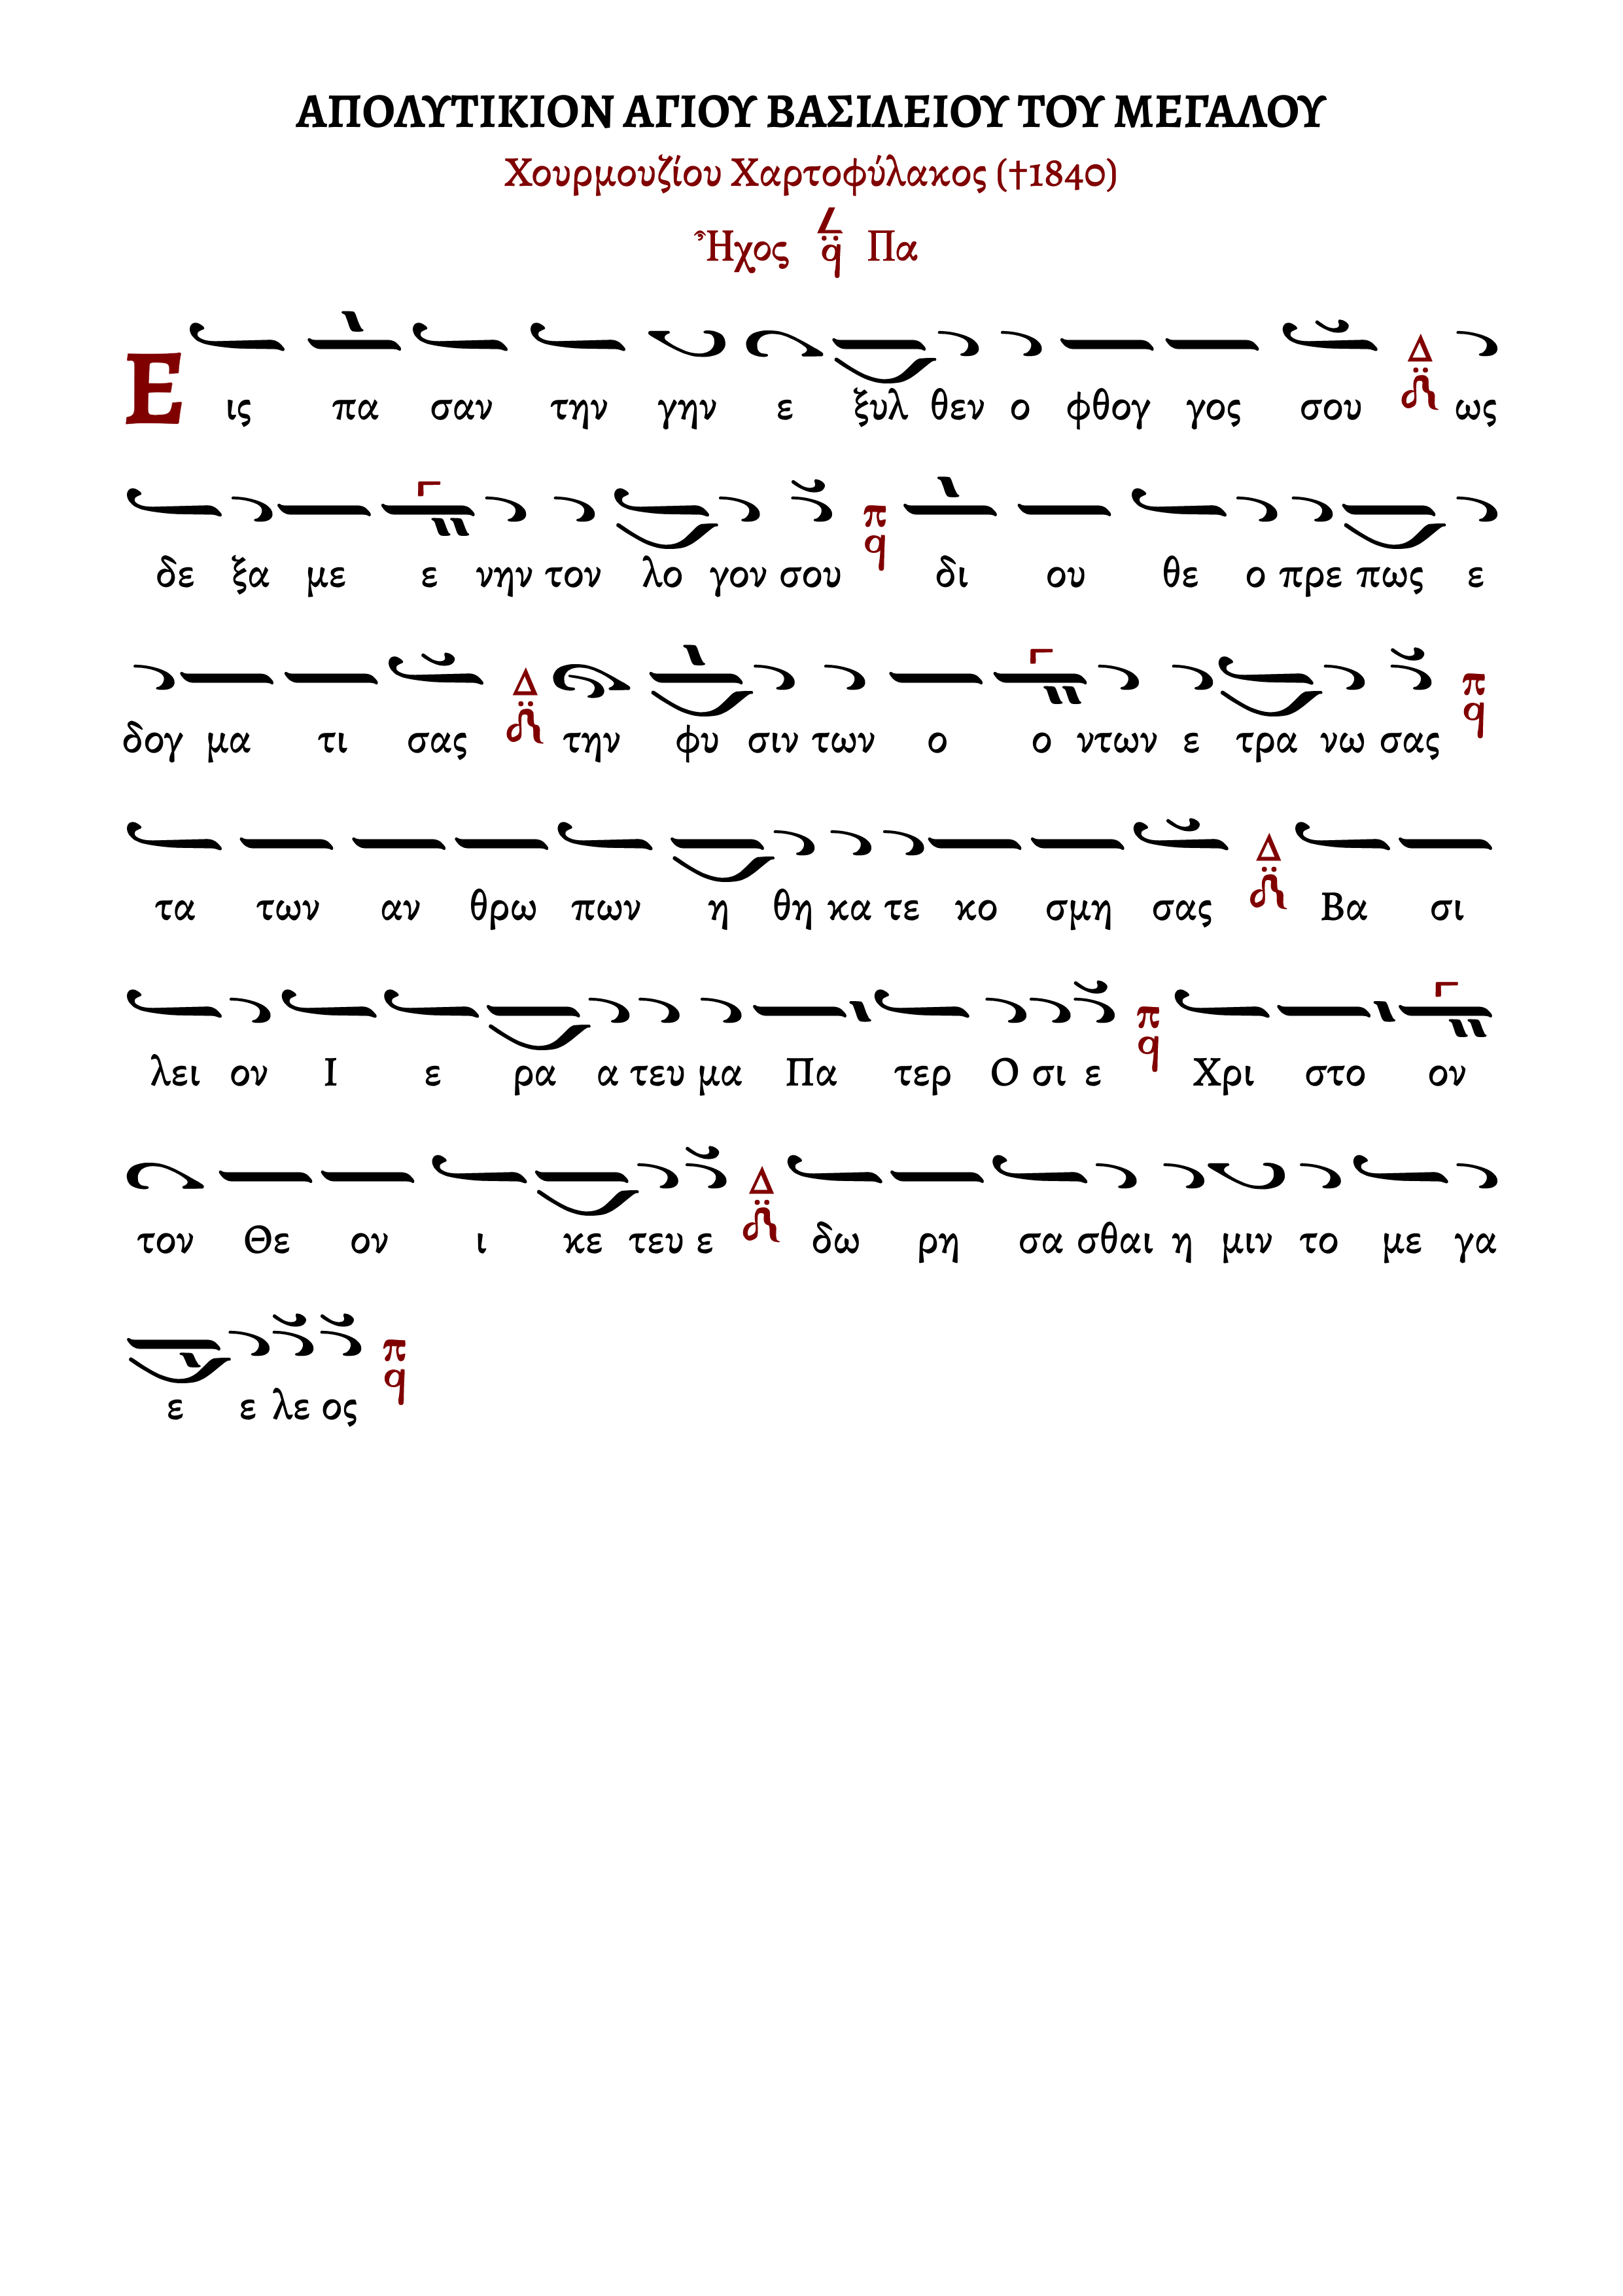 ΑΠΟΛΥΤΙΚΙΟΝ ΑΓΙΟΥ ΒΑΣΙΛΕΙΟΥ ΤΟΥ ΜΕΓΑΛΟΥ
Χουρμουζίου Χαρτοφύλακος (†1840)
Ἦχος Πα
Ε ις πα σαν την γην ε ξυλ θεν ο φθογ γος σου Δ ως
δε ξα με ε νην τον λο γον σου π q δι ου θε ο πρε πως ε
δογ μα τι σας Δ την φυ σιν των ο ο ντων ε τρα νω σας π q
τα των αν θρω πων η θη κα τε κο σμη σας Δ Βα σι
λει ον Ι ε ρα α τευ μα Πα τερ Ο σι ε π q Χρι στο ον
τον Θε ον ι κε τευ ε Δ δω ρη σα σθαι η μιν το με γα
ε ε λε ος π q